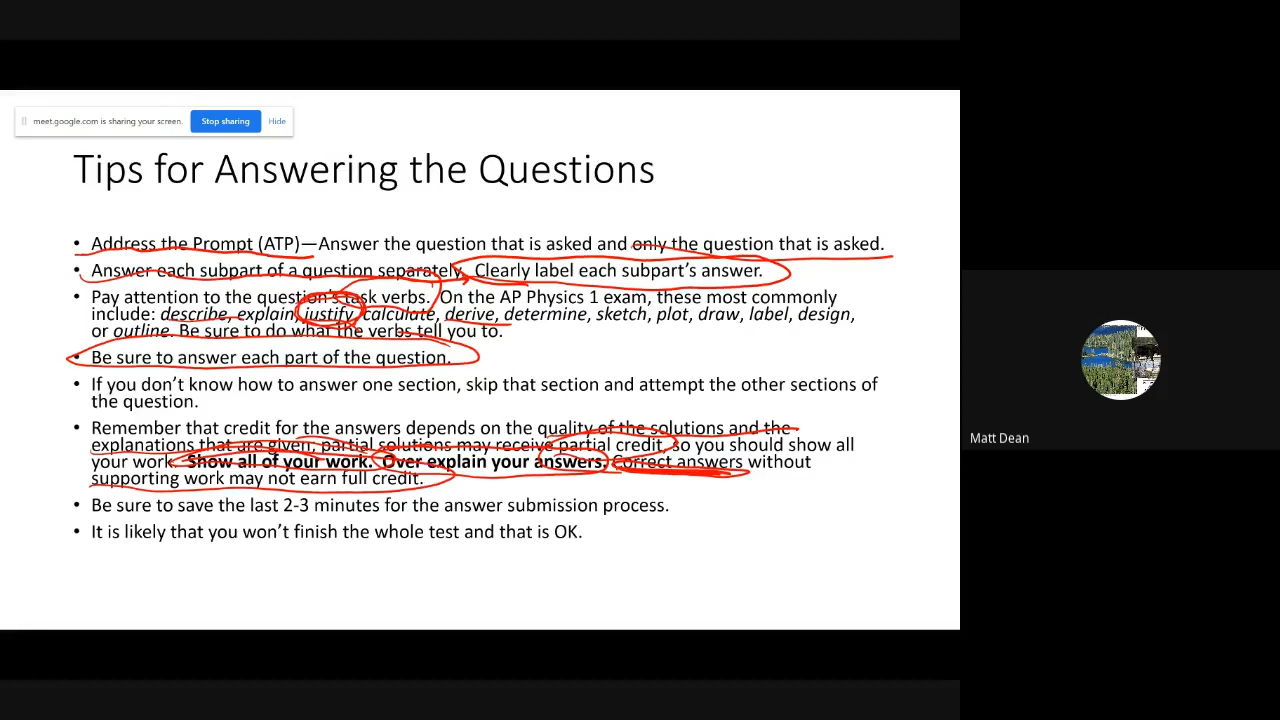 meet.google.com is sharing your screen.
Stop sharing
Hide
Tips for Answering the Questions
• Address the Prompt (ATP)—Answer the question that is asked and only the question that is asked.
• Answer each subpart of a question separately. Clearly label each subpart's answer.
• Pay attention to the question's task verbs. On the AP Physics 1 exam, these most commonly
include: describe, explain, justify, calculate, derive, determine, sketch, plot, draw, label, design,
or outline. Be sure to do what the verbs tell you to.
• Be sure to answer each part of the question.
• If you don't know how to answer one section, skip that section and attempt the other sections of
the question.
• Remember that credit for the answers depends on the quality of the solutions and the
explanations that are given; partial solutions may receive partial credit, so you should show all
your work. Show all of your work. Over explain your answers. Correct answers without
supporting work may not earn full credit.
• Be sure to save the last 2-3 minutes for the answer submission process.
• It is likely that you won't finish the whole test and that is OK.
Matt Dean